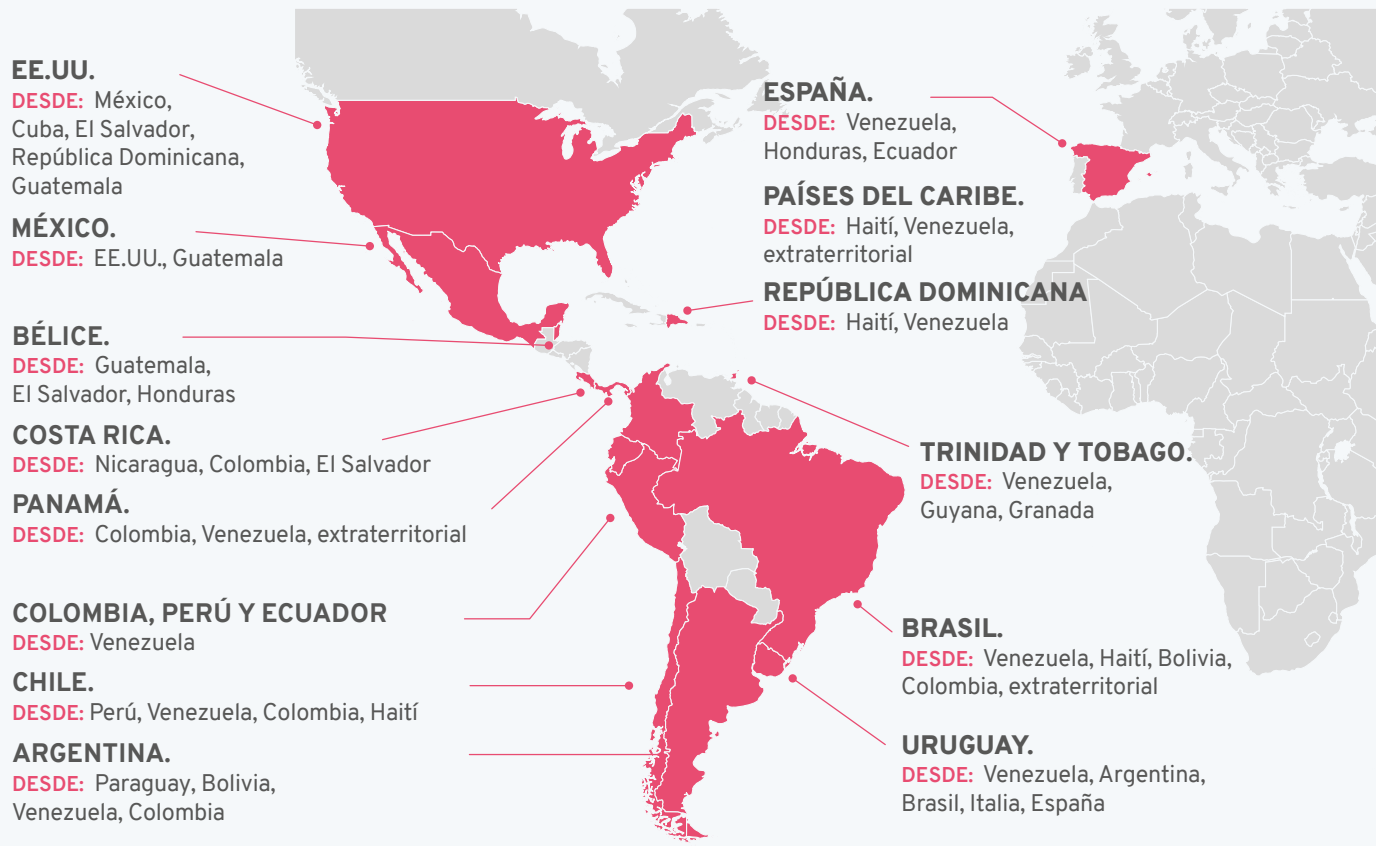 EE.UU.
DESDE: México,
Cuba, El Salvador,
República Dominicana,
Guatemala
MÉXICO.
DESDE: EE.UU., Guatemala
BÉLICE.
DESDE: Guatemala,
El Salvador, Honduras
COSTA RICA.
DESDE: Nicaragua, Colombia, El Salvador
PANAMÁ.
DESDE: Colombia, Venezuela, extraterritorial
COLOMBIA, PERÚ Y ECUADOR
DESDE: Venezuela
CHILE.
DESDE: Perú, Venezuela, Colombia, Haití
ARGENTINA.
DESDE: Paraguay, Bolivia,
Venezuela, Colombia
ESPAÑA.
DESDE: Venezuela,
Honduras, Ecuador
PAÍSES DEL CARIBE.
DESDE: Haití, Venezuela,
extraterritorial
REPÚBLICA DOMINICANA
DESDE: Haití, Venezuela
TRINIDAD Y TOBAGO.
DESDE: Venezuela,
Guyana, Granada
BRASIL.
DESDE: Venezuela, Haití, Bolivia,
Colombia, extraterritorial
URUGUAY.
DESDE: Venezuela, Argentina,
Brasil, Italia, España